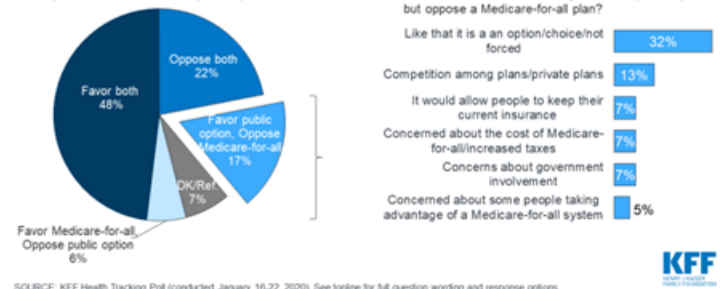 but oppose a Medicare-for-all plan?
Oppose both
22%
Favor both
48%
Favor public
option, Oppose
Medicare-for-all
17%
DK/Ref.
7%
Favor Medicare-for-all,
Oppose public option
6%
Like that it is a an option/choice/not
forced
32%
Competition among plans/private plans
13%
It would allow people to keep their
current insurance
7%
Concerned about the cost of Medicare-
for-all/increased taxes
7%
Concerns about government
involvement
7%
Concerned about some people taking
advantage of a Medicare-for-all system
5%
KFF
HENRY J KAISER
FAMILY FOUNDATION
SOURCE: KFF Health Tracking Poll (conducted January 16-22, 2020). See topline for full question wording and response options.